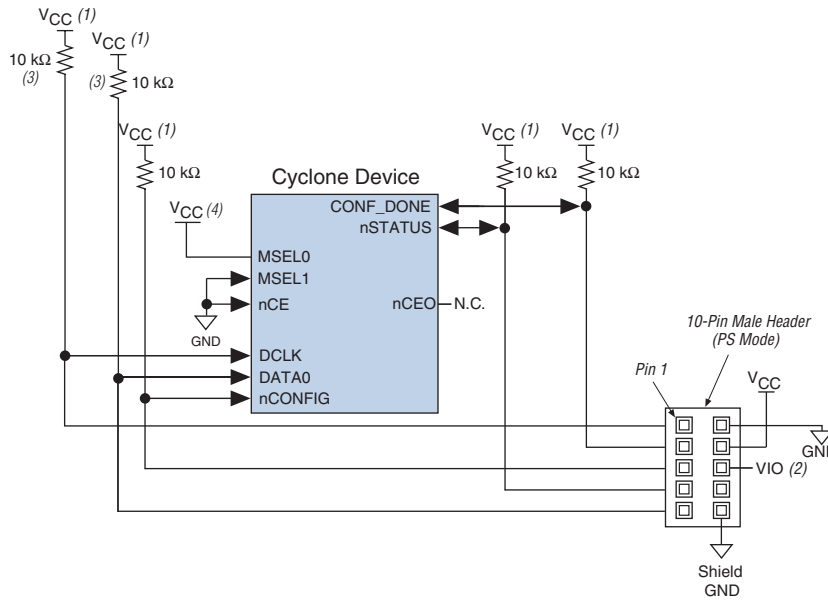 VCC (1)
VCC (1)
10 kΩ
(3)
(3)
10 kΩ
VCC (1)
VCC (1)
VCC (1)
10 kΩ
10 kΩ
10 kΩ
Cyclone Device
VCC (4)
CONF_DONE
nSTATUS
MSEL0
MSEL1
nCE
nCEO
N.C.
GND
DCLK
DATA0
nCONFIG
10-Pin Male Header
(PS Mode)
Pin 1
VCC
GND
VIO (2)
Shield
GND